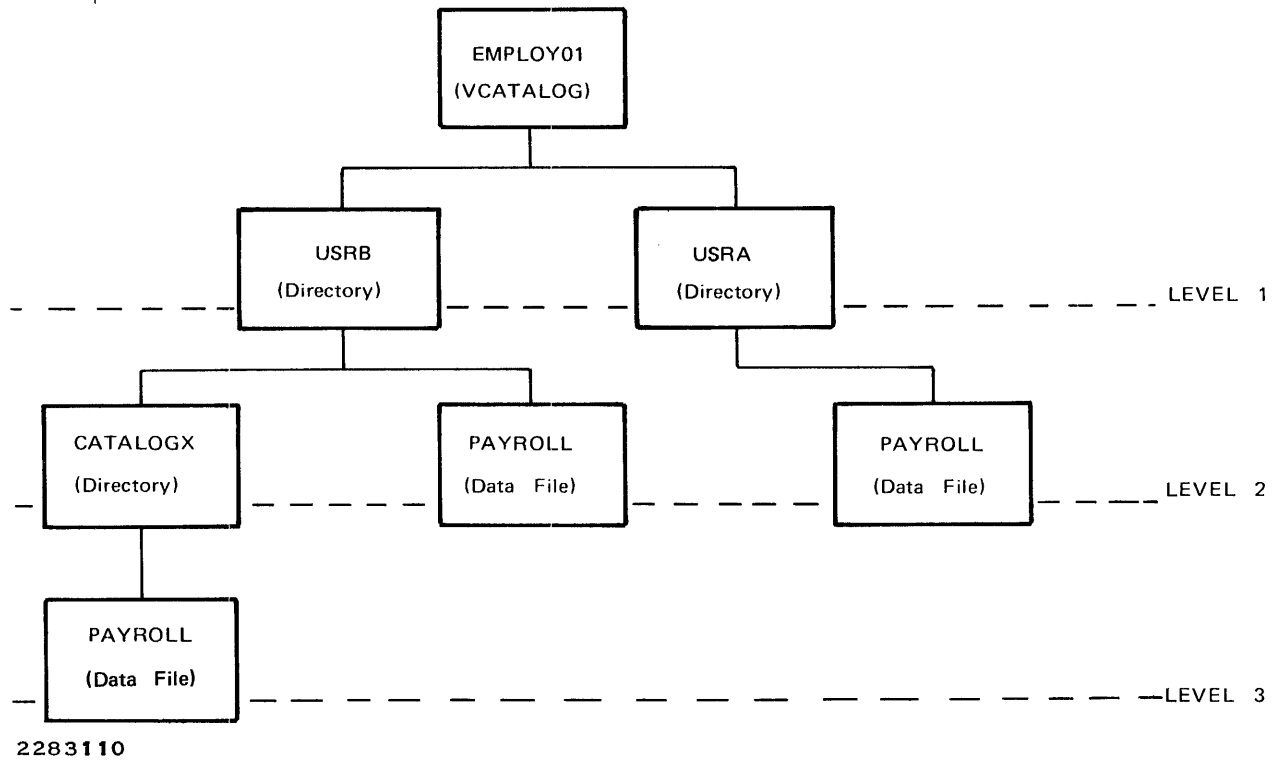 EMPLOY01
(VCATALOG)
USRB
(Directory)
USRA
(Directory)
LEVEL 1
CATALOGX
(Directory)
PAYROLL
(Data File)
PAYROLL
(Data File)
LEVEL 2
PAYROLL
(Data File)
LEVEL 3
2283110